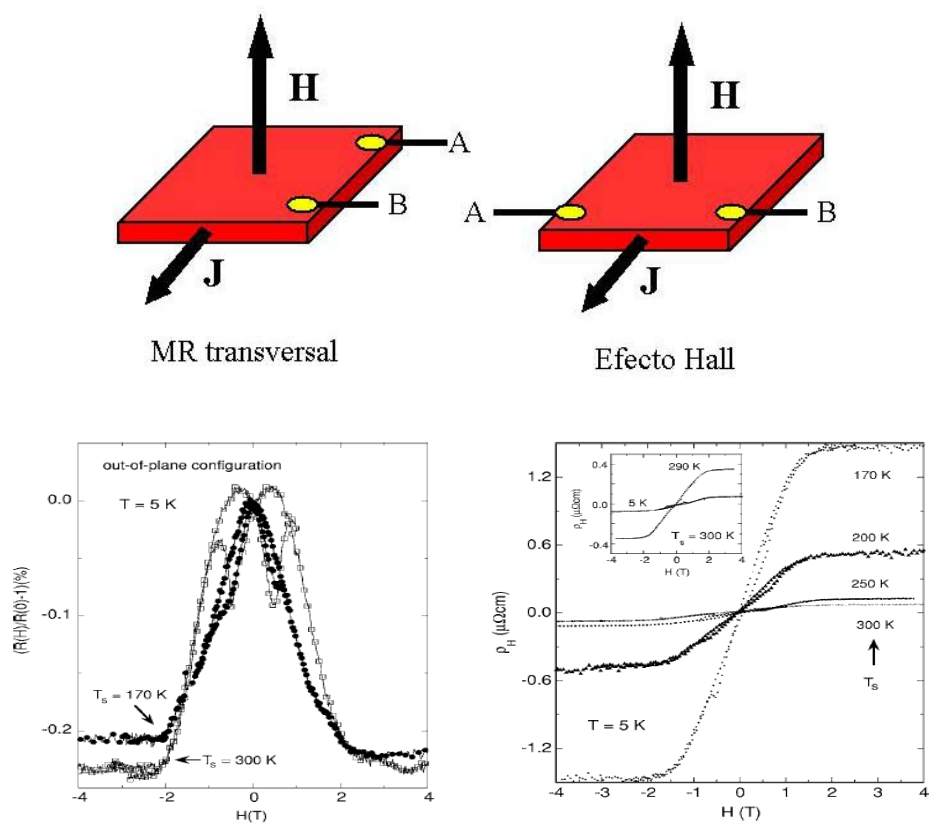 H
A
B
J
MR transversal
H
A
B
J
Efecto Hall
out-of-plane configuration
T = 5 K
0.0
-0.1
-0.2
(R(H)/R(0)-1)(%)
T_s = 170 K
T_s = 300 K
-4 -2 0 2 4
H(T)
1.2
0.6
0.0
-0.6
-1.2
ρ_H (μΩcm)
0.4
0.0
-0.4
ρ_H (μΩcm)
290 K
5 K
T_s = 300 K
-4 -2 0 2 4
H (T)
170 K
200 K
250 K
300 K
T_s
T = 5 K
-4 -3 -2 -1 0 1 2 3 4
H (T)